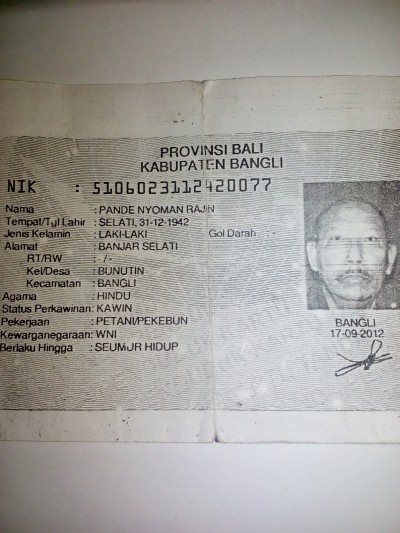 PROVINSI BALI
KABUPATEN BANGLI
NIK : 5106023112420077
Nama : PANDE NYOMAN RAJIN
Tempat/Tgl Lahir : SELATI, 31-12-1942
Jenis Kelamin : LAKI-LAKI Gol Darah : -
Alamat : BANJAR SELATI
RT/RW : -/-
Kel/Desa : BUNUTIN
Kecamatan : BANGLI
Agama : HINDU
Status Perkawinan: KAWIN
Pekerjaan : PETANI/PEKEBUN
Kewarganegaraan: WNI
Berlaku Hingga : SEUMUR HIDUP
BANGLI
17-09-2012